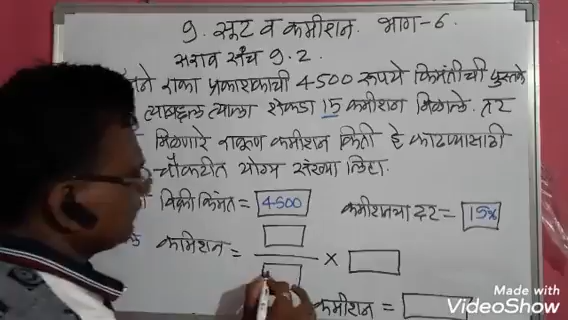 9. सूट व कमीशन. भाग-6.
सराव संच 9.2
ने राका प्रकाशकाची 4500 रूपये किमंतीची पुस्तके
त्याबद्दल त्याला शेकडा 15 कमीशन मिळाले. तर
मिळणारे एकूण कमीशन किती हे काढण्यासाठी
चौकटीत योग्य संख्या लिहा.
विक्री किंमत = 4500 कमीशनचा दर = 15%
कमिशन = ×
कमीशन =
Made with
VideoShow